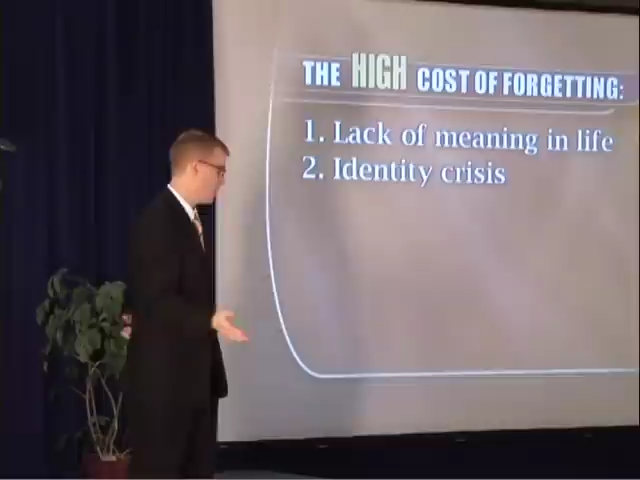 THE HIGH COST OF FORGETTING:
1. Lack of meaning in life
2. Identity crisis